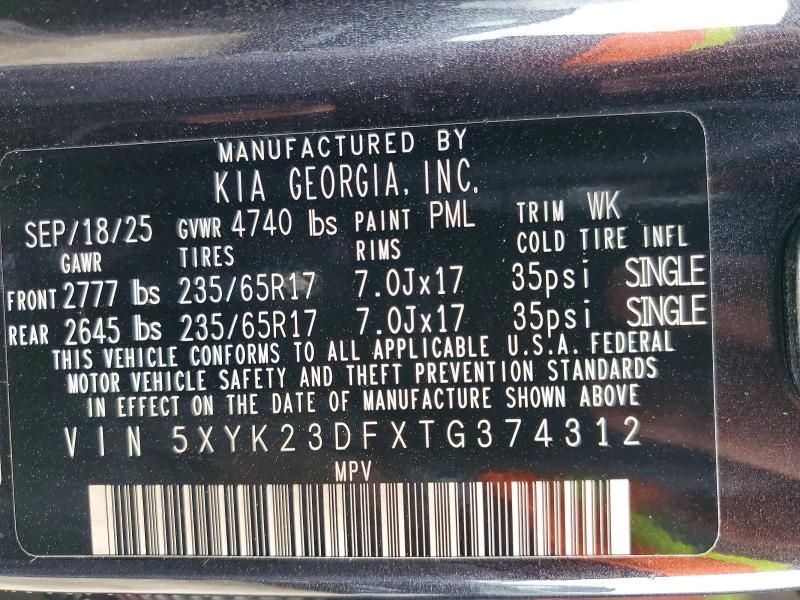 MANUFACTURED BY
KIA GEORGIA, INC.
SEP/18/25 GVWR 4740 lbs PAINT PML TRIM WK
GAWR TIRES RIMS COLD TIRE INFL
FRONT 2777 lbs 235/65R17 7.0Jx17 35psi SINGLE
REAR 2645 lbs 235/65R17 7.0Jx17 35psi SINGLE
THIS VEHICLE CONFORMS TO ALL APPLICABLE U.S.A. FEDERAL
MOTOR VEHICLE SAFETY AND THEFT PREVENTION STANDARDS
IN EFFECT ON THE DATE OF MANUFACTURE SHOWN ABOVE
VIN 5XYK23DFXTG374312
MPV